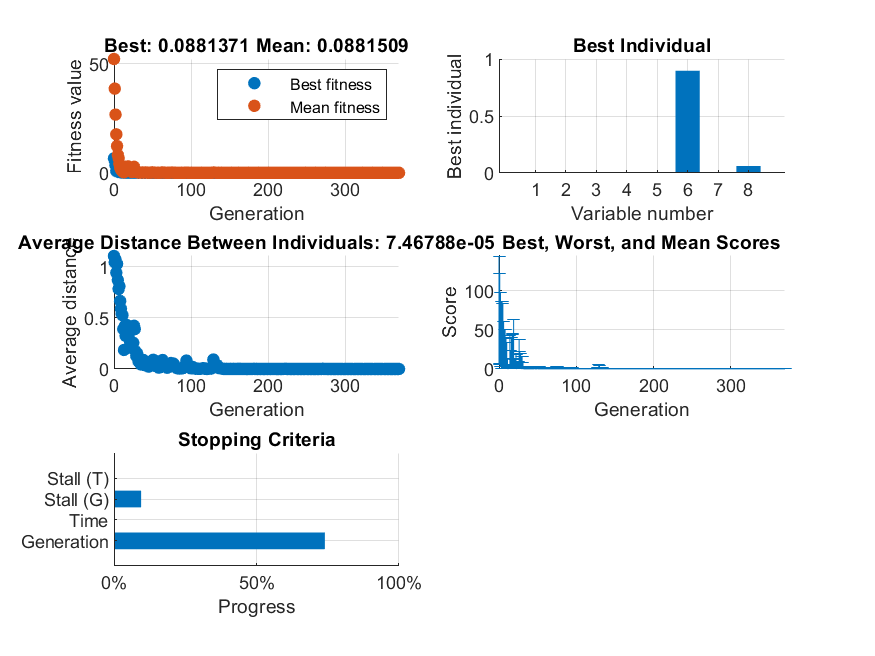 Best: 0.0881371 Mean: 0.0881509
Fitness value
50
0
Best fitness
Mean fitness
0 100 200 300
Generation
Best Individual
Best individual
1
0.5
0
1 2 3 4 5 6 7 8
Variable number
Average Distance Between Individuals: 7.46788e-05
Average distance
1
0.5
0
0 100 200 300
Generation
Best, Worst, and Mean Scores
Score
100
50
0
0 100 200 300
Generation
Stopping Criteria
Stall (T)
Stall (G)
Time
Generation
0% 50% 100%
Progress